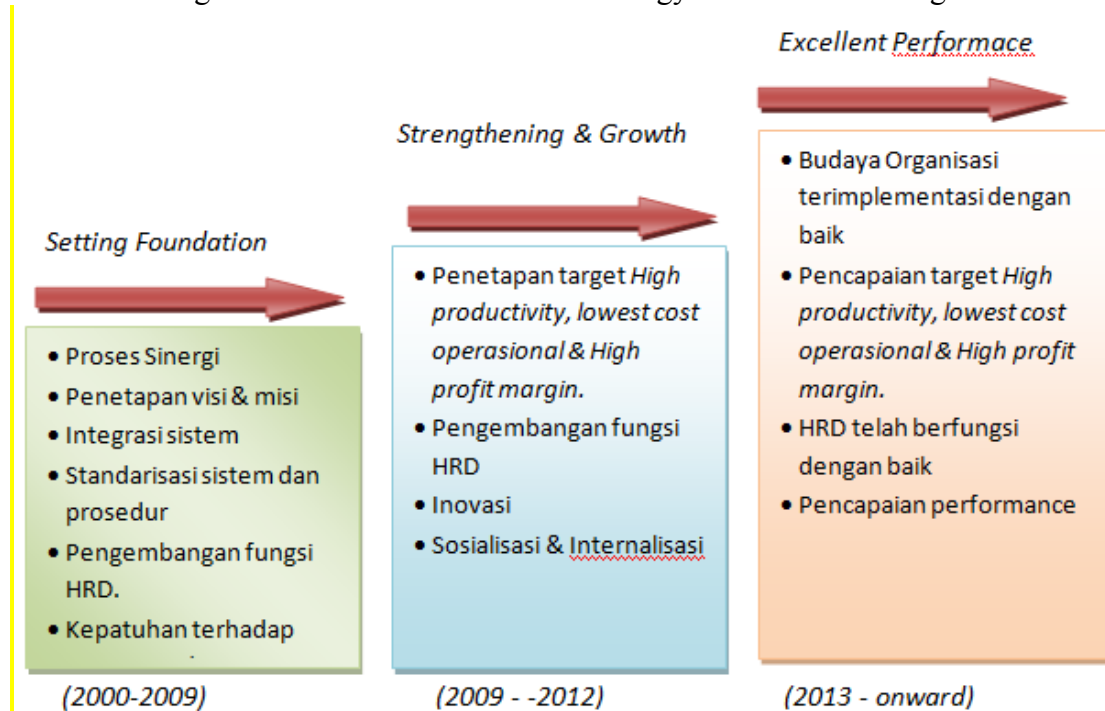 Excellent Performace
Strengthening & Growth
Setting Foundation
• Proses Sinergi
• Penetapan visi & misi
• Integrasi sistem
• Standarisasi sistem dan
prosedur
• Pengembangan fungsi
HRD.
• Kepatuhan terhadap
(2000-2009)
• Penetapan target High
productivity, lowest cost
operasional & High
profit margin.
• Pengembangan fungsi
HRD
• Inovasi
• Sosialisasi & Internalisasi
(2009 - -2012)
• Budaya Organisasi
terimplementasi dengan
baik
• Pencapaian target High
productivity, lowest cost
operasional & High profit
margin.
• HRD telah berfungsi
dengan baik
• Pencapaian performance
(2013 - onward)